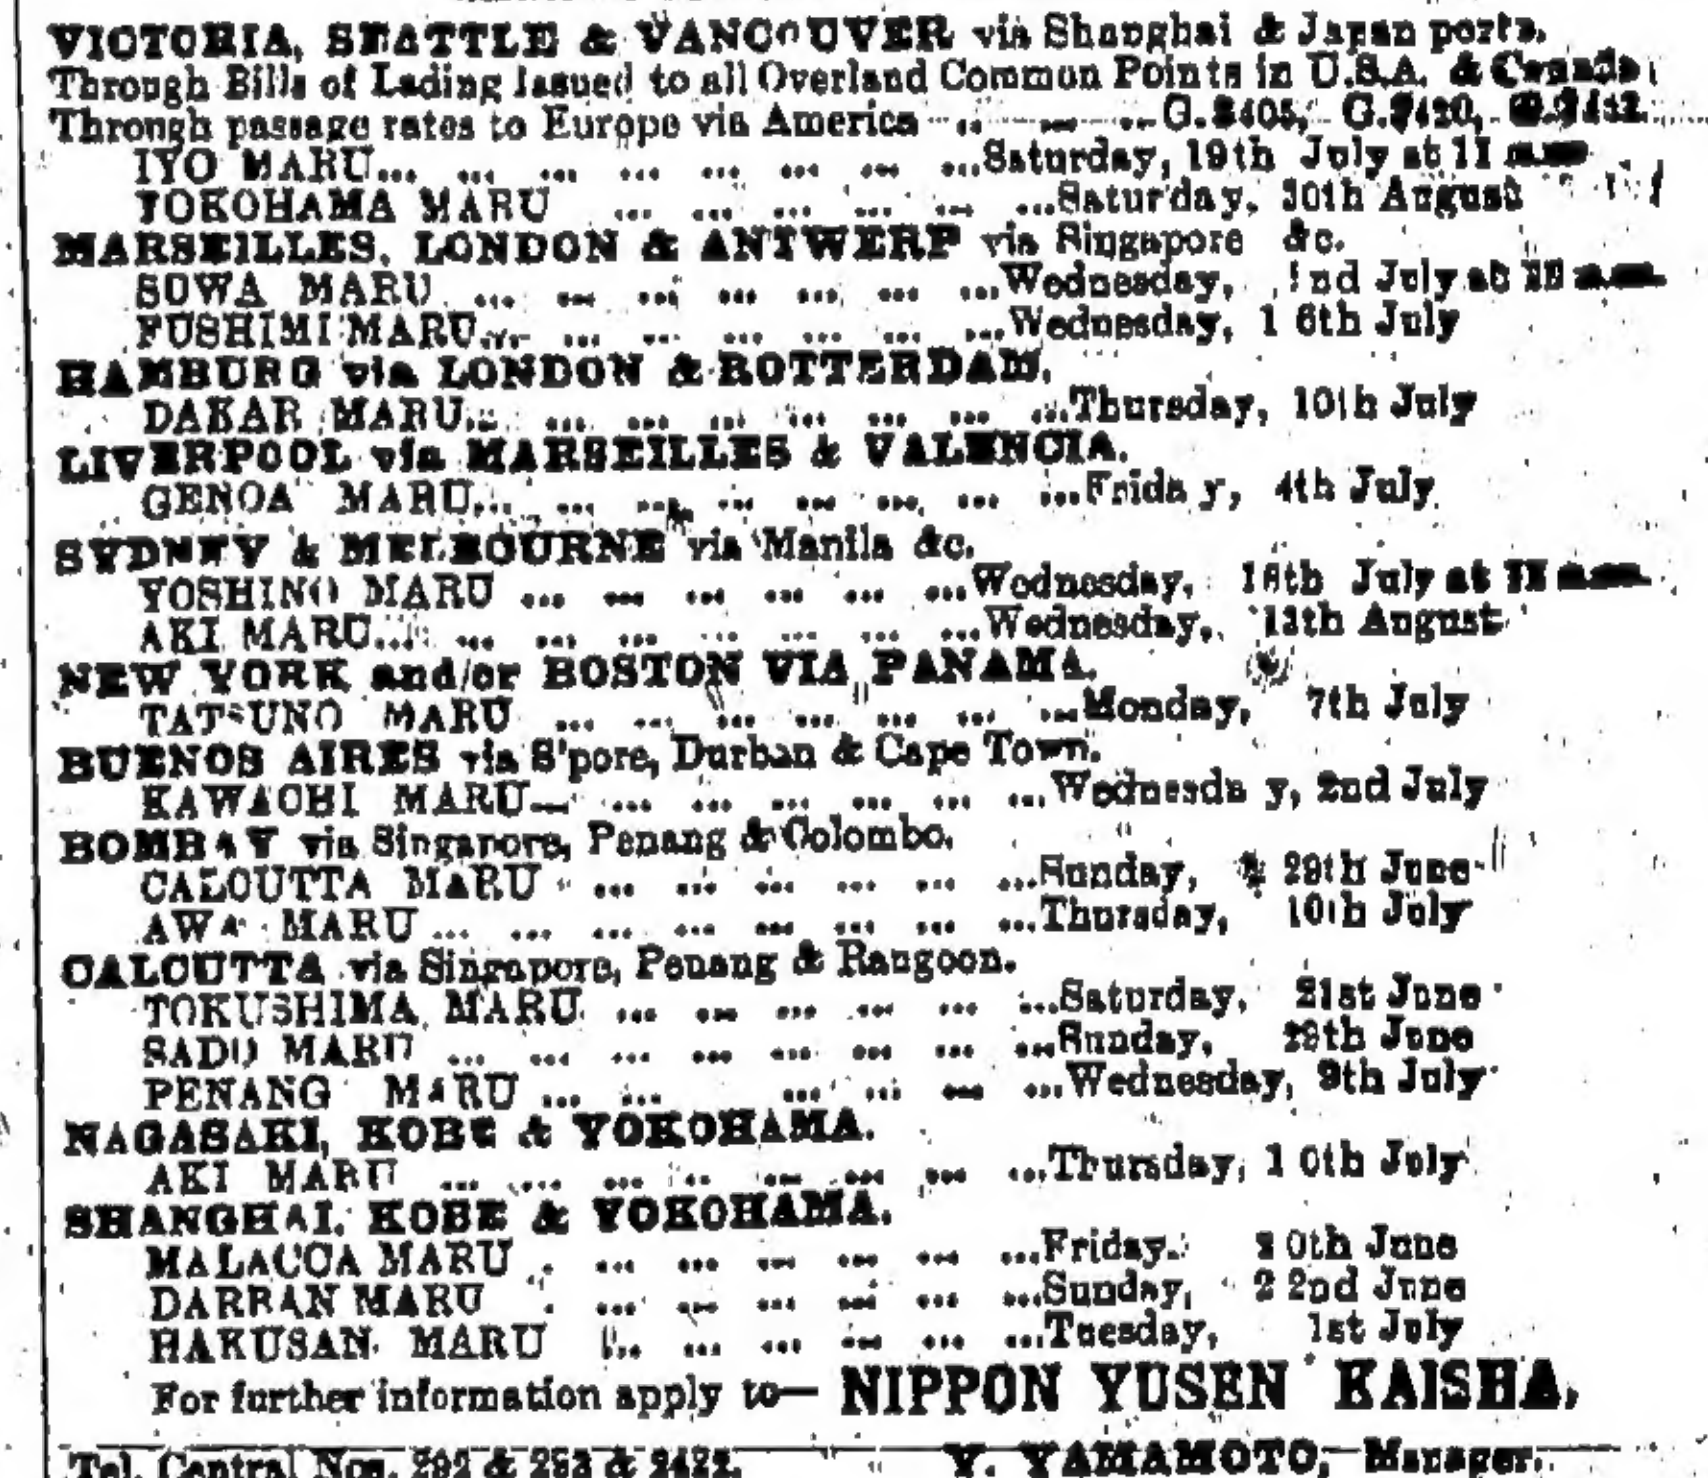 VICTORIA, SEATTLE & VANCOUVER via Shanghai & Japan ports.
Through Bills of Lading Issued to all Overland Common Points in U.S.A. & Canada
Through passage rates to Europe via America
IYO MARU... ... ... ... ... ... ... ...Saturday, 19th July at 11 a.m.
YOKOHAMA MARU ... ... ... ... ... ...Saturday, 30th August
MARSEILLES, LONDON & ANTWERP via Singapore &c.
SUWA MARU ... ... ... ... ... ... ...Wednesday, 2nd July at
FUSHIMI MARU... ... ... ... ... ... ...Wednesday, 16th July
HAMBURG via LONDON & ROTTERDAM.
DAKAR MARU... ... ... ... ... ... ... ...Thursday, 10th July
LIVERPOOL via MARSEILLES & VALENCIA.
GENOA MARU... ... ... ... ... ... ... ...Friday, 4th July
SYDNEY & MELBOURNE via Manila &c.
YOSHINO MARU ... ... ... ... ... ...Wednesday, 16th July at 11 a.m.
AKI MARU... ... ... ... ... ... ... ...Wednesday, 13th August
NEW YORK and/or BOSTON VIA PANAMA.
TATSUNO MARU ... ... ... ... ... ... ...Monday, 7th July
BUENOS AIRES via S'pore, Durban & Cape Town.
KAWACHI MARU— ... ... ... ... ... ...Wednesday, 2nd July
BOMBAY via Singapore, Penang & Colombo.
CALCUTTA MARU ... ... ... ... ... ...Sunday, 29th June
AWA MARU... ... ... ... ... ... ... ...Thursday, 10th July
CALCUTTA via Singapore, Penang & Rangoon.
TOKUSHIMA MARU ... ... ... ... ... ...Saturday, 21st June
SADO MARU ... ... ... ... ... ... ... ...Sunday, 29th June
PENANG MARU ... ... ... ... ... ...Wednesday, 9th July
NAGASAKI, KOBE & YOKOHAMA.
AKI MARU ... ... ... ... ... ... ... ...Thursday, 10th July
SHANGHAI, KOBE & YOKOHAMA.
MALACCA MARU ... ... ... ... ... ...Friday, 20th June
DARBAN MARU ... ... ... ... ... ...Sunday, 22nd June
HAKUSAN MARU ... ... ... ... ... ...Tuesday, 1st July
For further information apply to— NIPPON YUSEN KAISHA,
Tel. Central Nos. 292 & 293 & 2422. Y. YAMAMOTO, Manager.